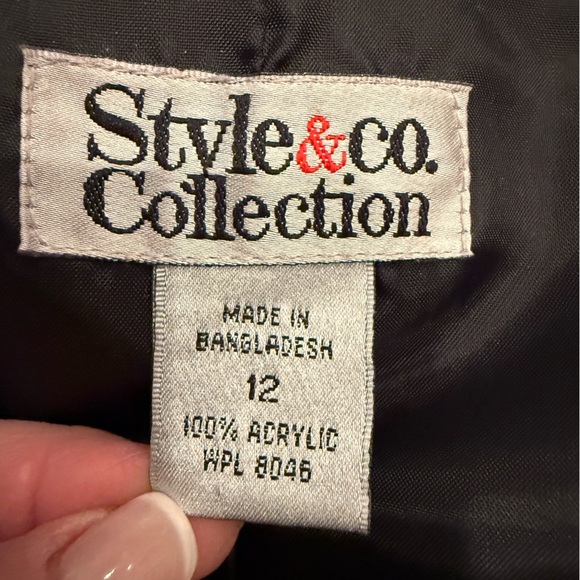 Style&co.
Collection
MADE IN
BANGLADESH
12
100% ACRYLIC
WPL 8046